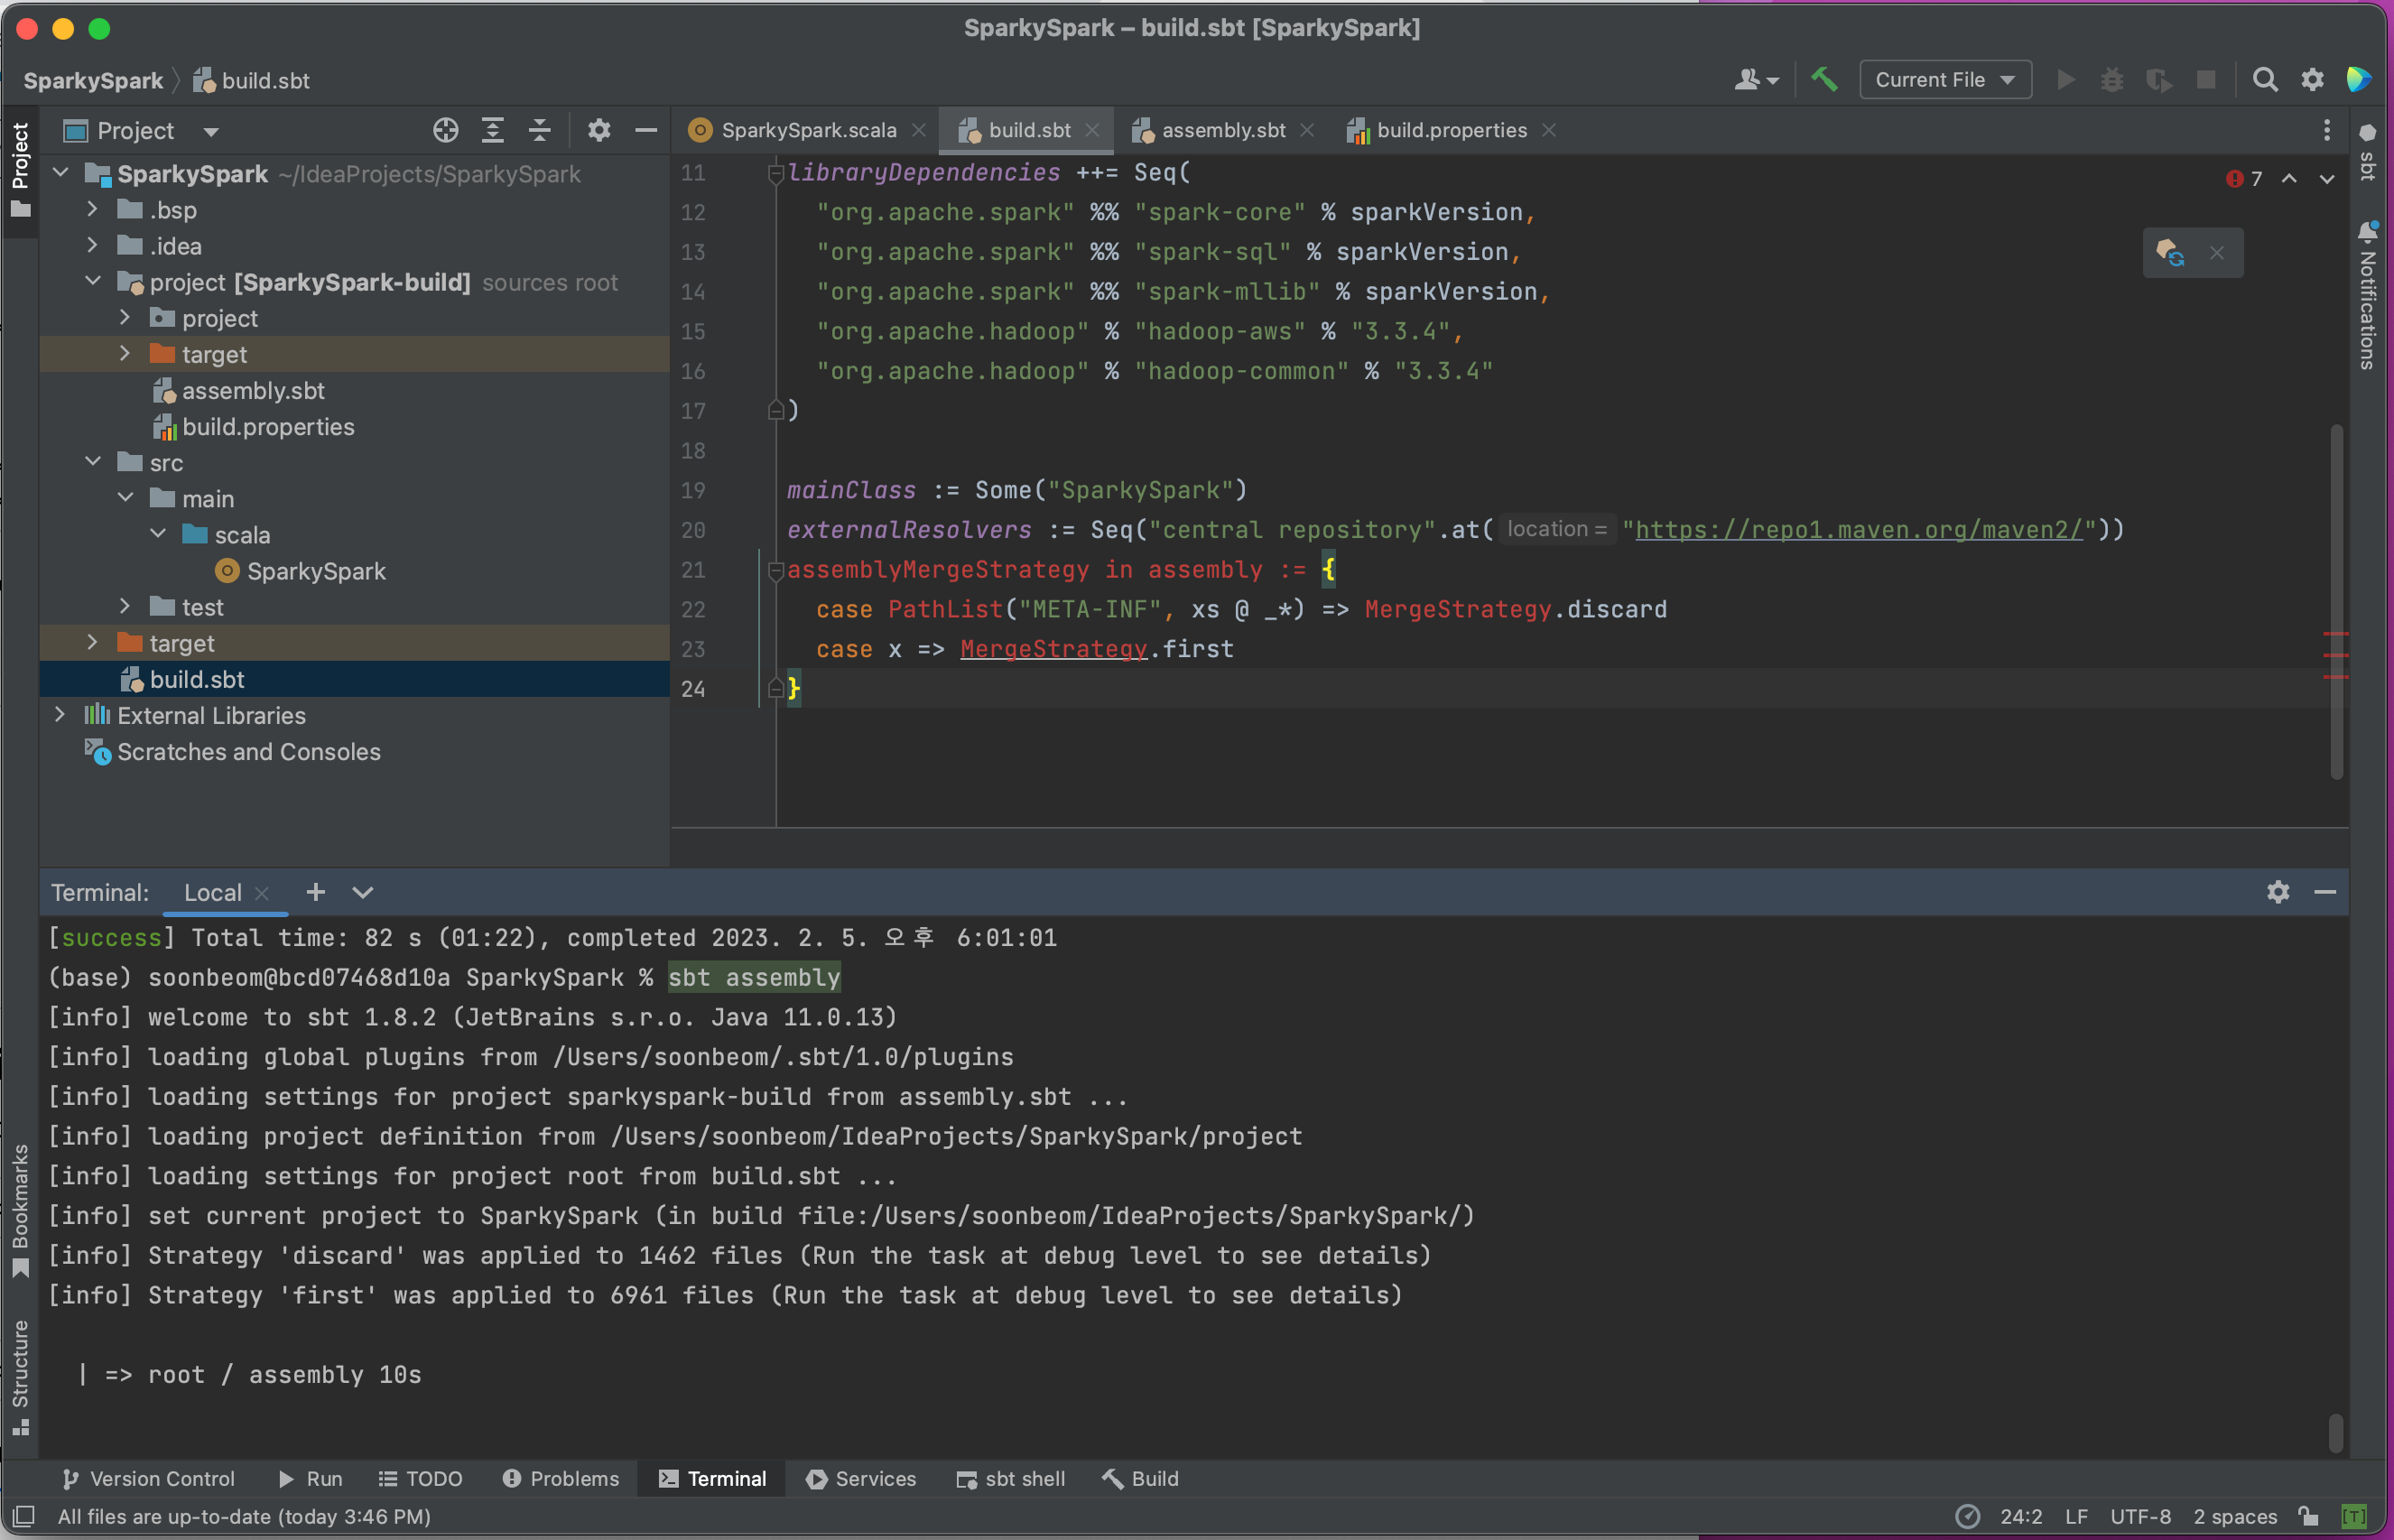 SparkySpark – build.sbt [SparkySpark]
SparkySpark build.sbt
Current File
Project
Project
SparkySpark ~/IdeaProjects/SparkySpark
.bsp
.idea
project [SparkySpark-build] sources root
project
target
assembly.sbt
build.properties
src
main
scala
SparkySpark
test
target
build.sbt
External Libraries
Scratches and Consoles
SparkySpark.scala build.sbt assembly.sbt build.properties
7
11 libraryDependencies ++= Seq(
12 "org.apache.spark" %% "spark-core" % sparkVersion,
13 "org.apache.spark" %% "spark-sql" % sparkVersion,
14 "org.apache.spark" %% "spark-mllib" % sparkVersion,
15 "org.apache.hadoop" % "hadoop-aws" % "3.3.4",
16 "org.apache.hadoop" % "hadoop-common" % "3.3.4"
17 )
18
19 mainClass := Some("SparkySpark")
20 externalResolvers := Seq("central repository".at( location = "https://repo1.maven.org/maven2/"))
21 assemblyMergeStrategy in assembly := {
22 case PathList("META-INF", xs @ _*) => MergeStrategy.discard
23 case x => MergeStrategy.first
24 }
sbt
Notifications
Terminal: Local
[success] Total time: 82 s (01:22), completed 2023. 2. 5. 오후 6:01:01
(base) soonbeom@bcd07468d10a SparkySpark % sbt assembly
[info] welcome to sbt 1.8.2 (JetBrains s.r.o. Java 11.0.13)
[info] loading global plugins from /Users/soonbeom/.sbt/1.0/plugins
[info] loading settings for project sparkyspark-build from assembly.sbt ...
[info] loading project definition from /Users/soonbeom/IdeaProjects/SparkySpark/project
[info] loading settings for project root from build.sbt ...
[info] set current project to SparkySpark (in build file:/Users/soonbeom/IdeaProjects/SparkySpark/)
[info] Strategy 'discard' was applied to 1462 files (Run the task at debug level to see details)
[info] Strategy 'first' was applied to 6961 files (Run the task at debug level to see details)
| => root / assembly 10s
Bookmarks
Structure
Version Control Run TODO Problems Terminal Services sbt shell Build
All files are up-to-date (today 3:46 PM) 24:2 LF UTF-8 2 spaces [T]